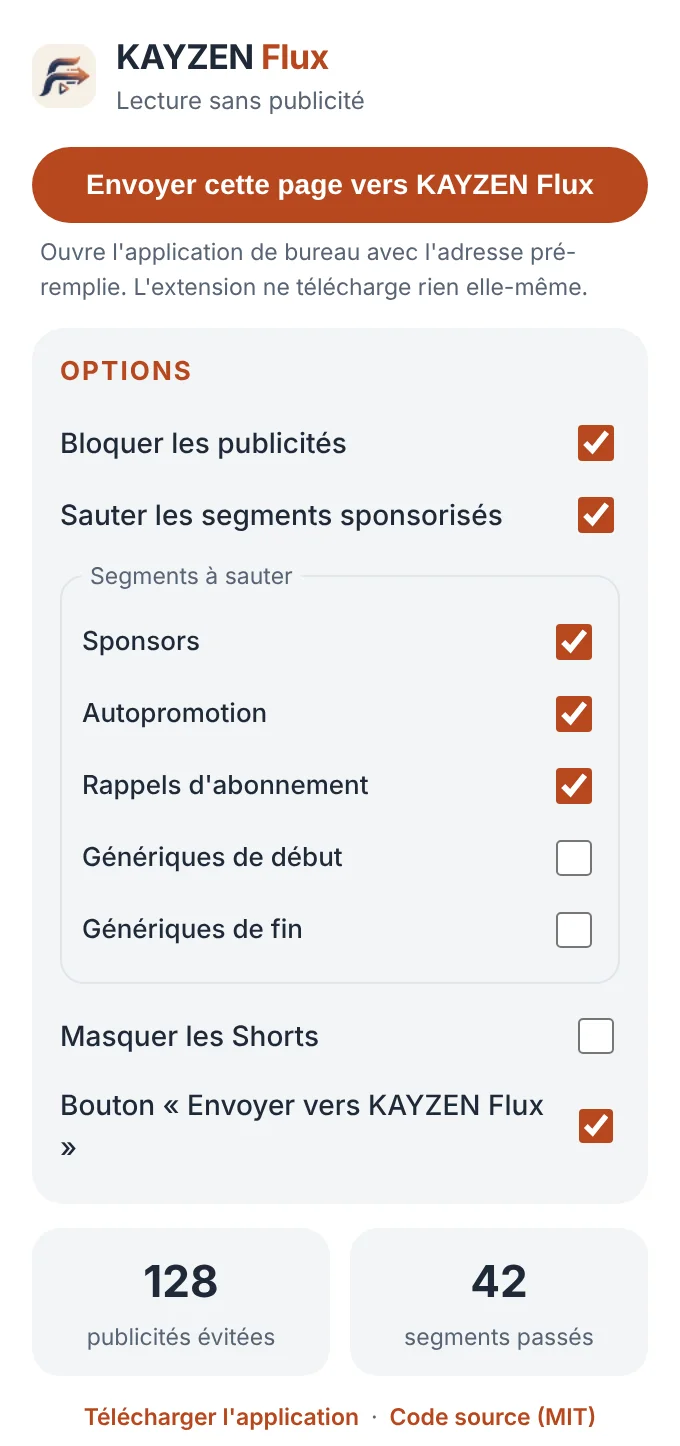 KAYZEN Flux
Lecture sans publicité
Envoyer cette page vers KAYZEN Flux
Ouvre l'application de bureau avec l'adresse pré-
remplie. L'extension ne télécharge rien elle-même.
OPTIONS
Bloquer les publicités
Sauter les segments sponsorisés
Segments à sauter
Sponsors
Autopromotion
Rappels d'abonnement
Génériques de début
Génériques de fin
Masquer les Shorts
Bouton « Envoyer vers KAYZEN Flux
»
128
publicités évitées
42
segments passés
Télécharger l'application · Code source (MIT)